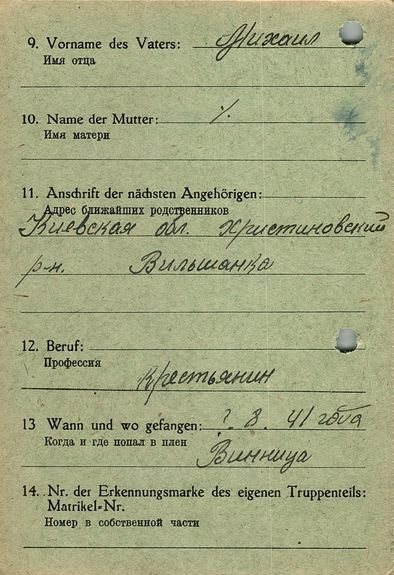 9. Vorname des Vaters: Михаил
Имя отца
10. Name der Mutter: ٪
Имя матери
11. Anschrift der nächsten Angehörigen:
Адрес ближайших родственников
Киевская обл. Христиновский
р-н. Вильшанка
12. Beruf:
Профессия
Крестьянин
13 Wann und wo gefangen: ?. 8. 41 года
Когда и где попал в плен
Винница
14. Nr. der Erkennungsmarke des eigenen Truppenteils:
Matrikel-Nr.
Номер в собственной части